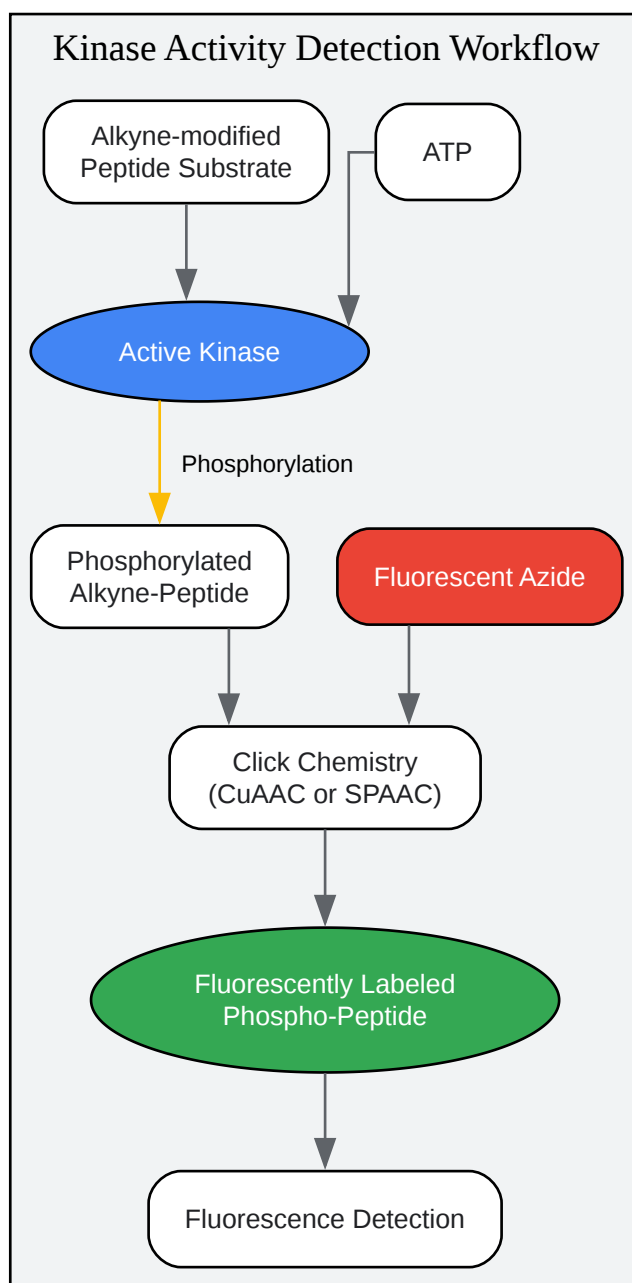 Kinase Activity Detection Workflow
Alkyne-modified
Peptide Substrate
ATP
Active Kinase
Phosphorylation
Phosphorylated
Alkyne-Peptide
Fluorescent Azide
Click Chemistry
(CuAAC or SPAAC)
Fluorescently Labeled
Phospho-Peptide
Fluorescence Detection